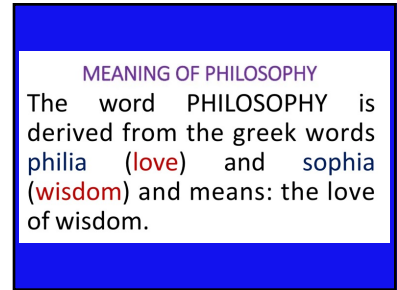 MEANING OF PHILOSOPHY
The word PHILOSOPHY is
derived from the greek words
philia (love) and sophia
(wisdom) and means: the love
of wisdom.